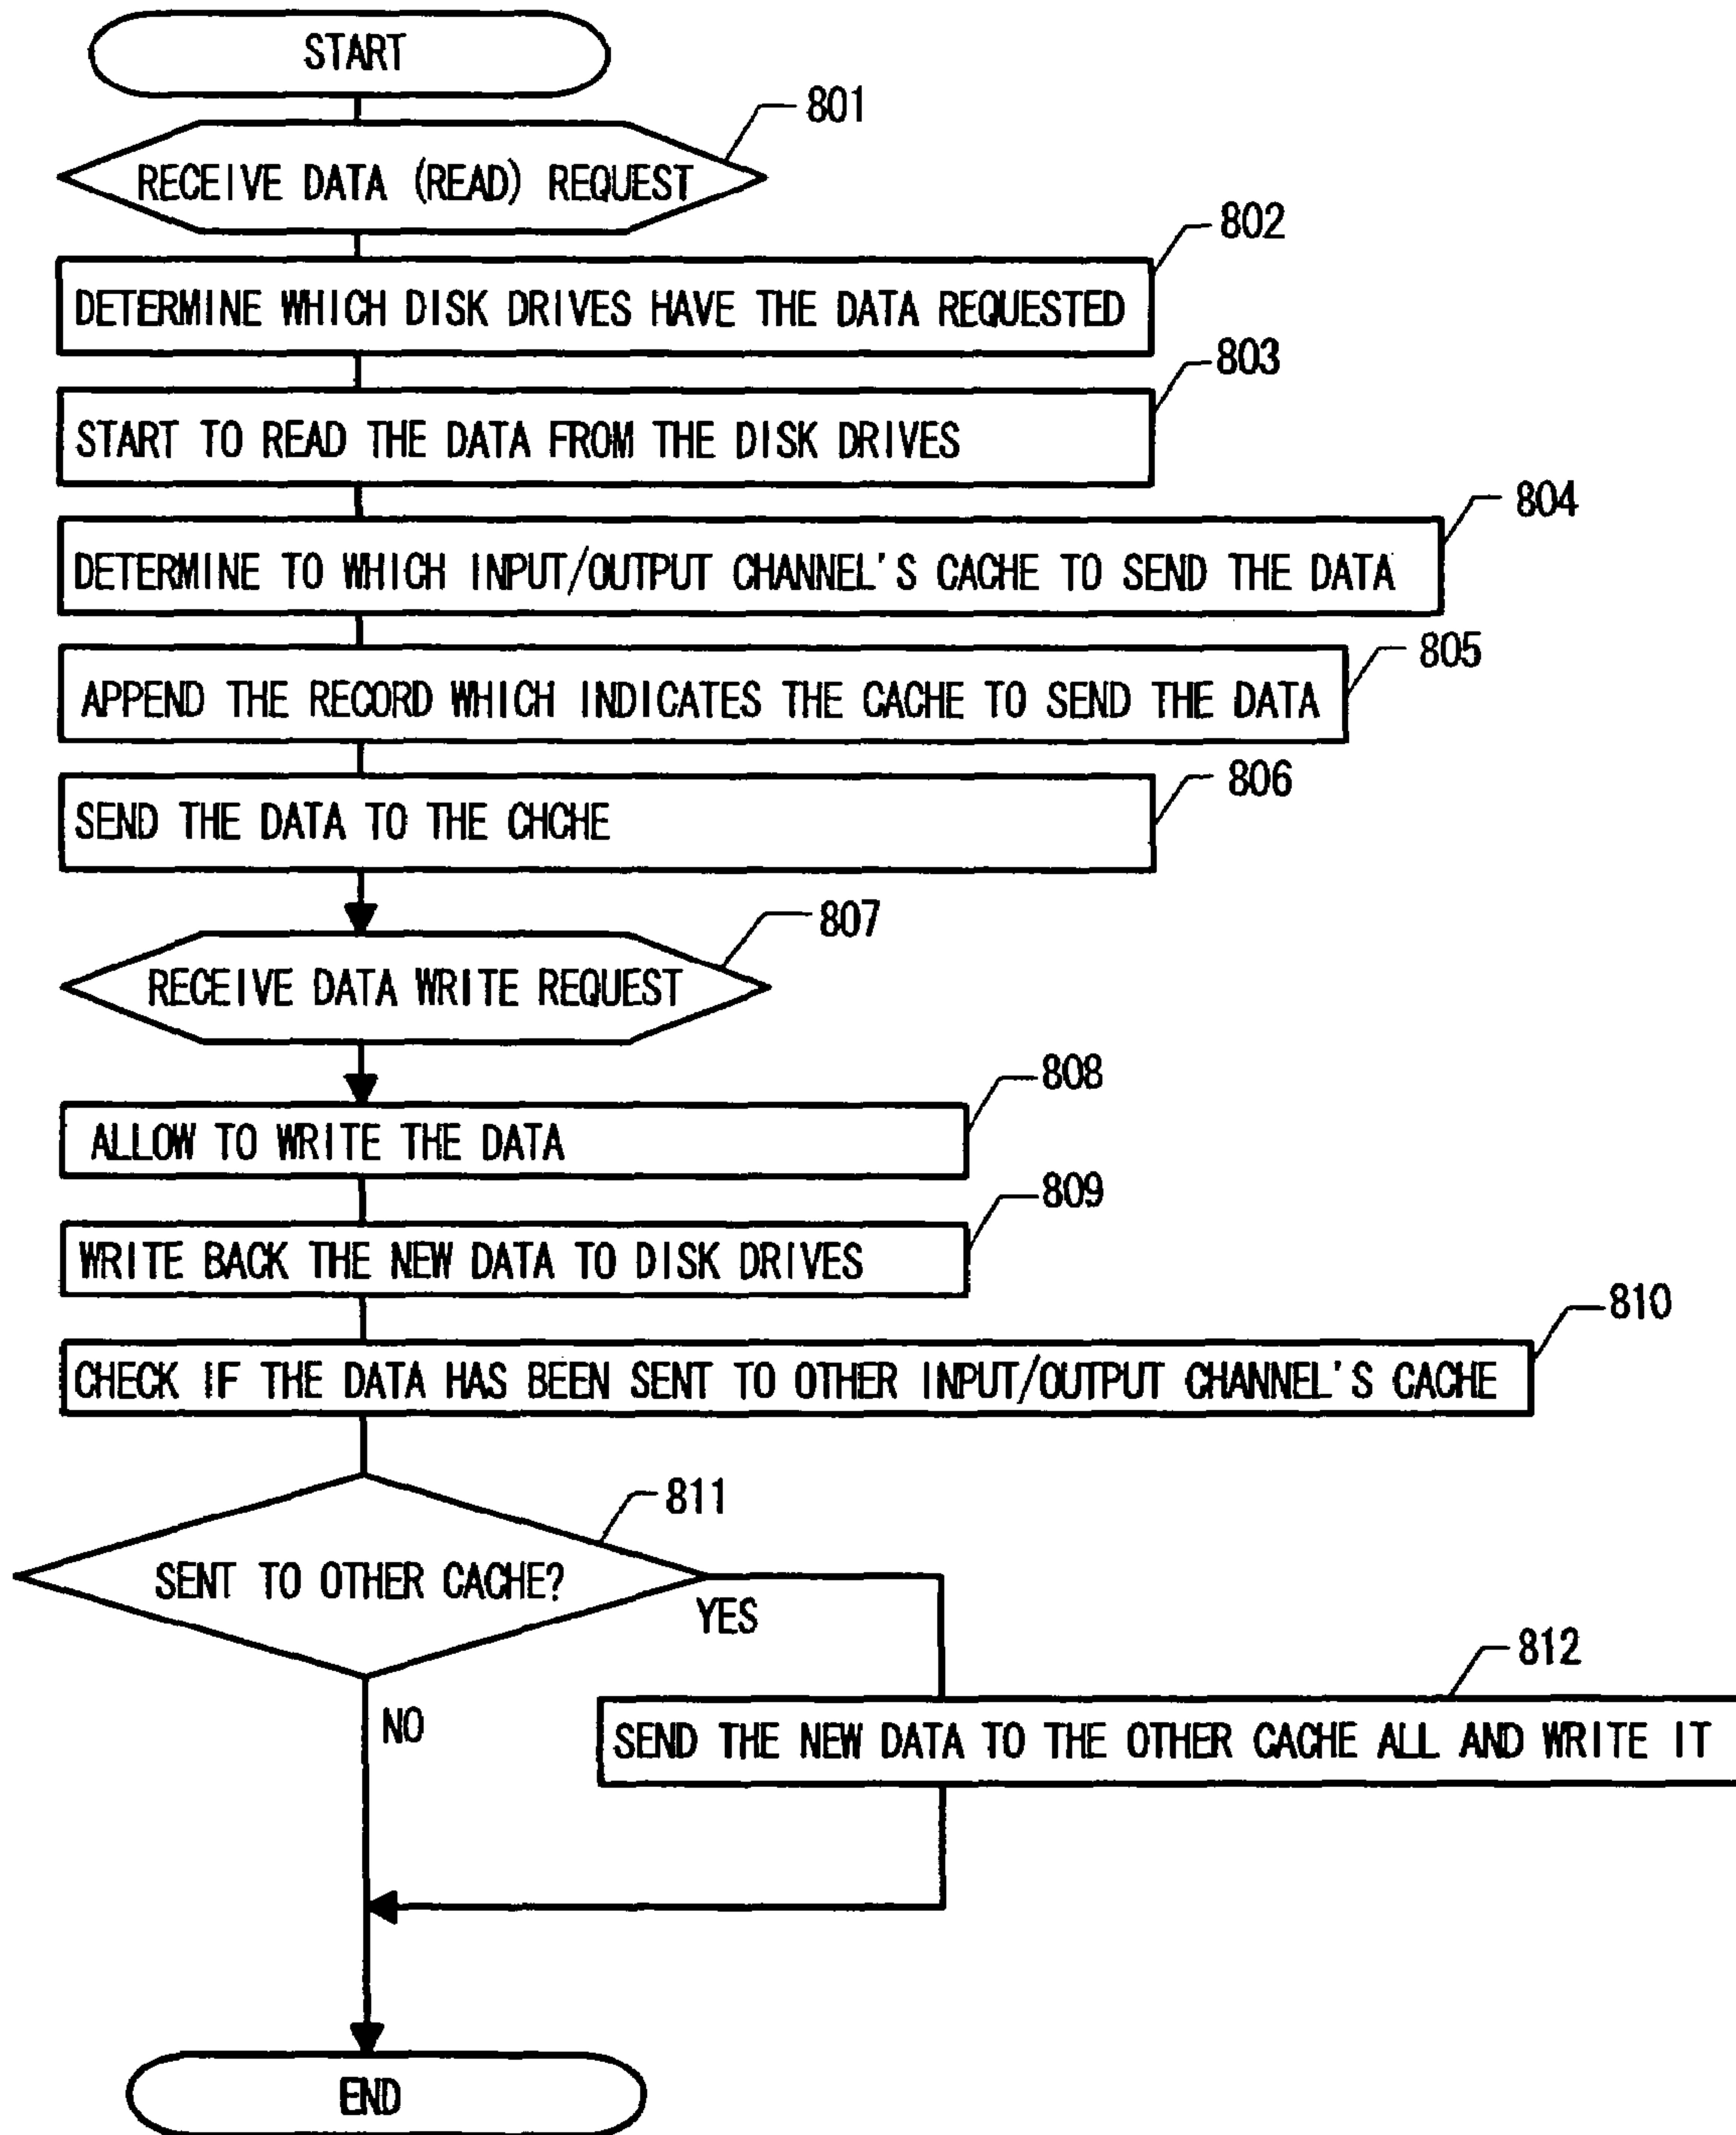 START
801
RECEIVE DATA (READ) REQUEST
802
DETERMINE WHICH DISK DRIVES HAVE THE DATA REQUESTED
803
START TO READ THE DATA FROM THE DISK DRIVES
804
DETERMINE TO WHICH INPUT/OUTPUT CHANNEL'S CACHE TO SEND THE DATA
805
APPEND THE RECORD WHICH INDICATES THE CACHE TO SEND THE DATA
806
SEND THE DATA TO THE CHCHE
807
RECEIVE DATA WRITE REQUEST
808
ALLOW TO WRITE THE DATA
809
WRITE BACK THE NEW DATA TO DISK DRIVES
810
CHECK IF THE DATA HAS BEEN SENT TO OTHER INPUT/OUTPUT CHANNEL'S CACHE
811
SENT TO OTHER CACHE?
YES
812
NO
SEND THE NEW DATA TO THE OTHER CACHE ALL AND WRITE IT
END